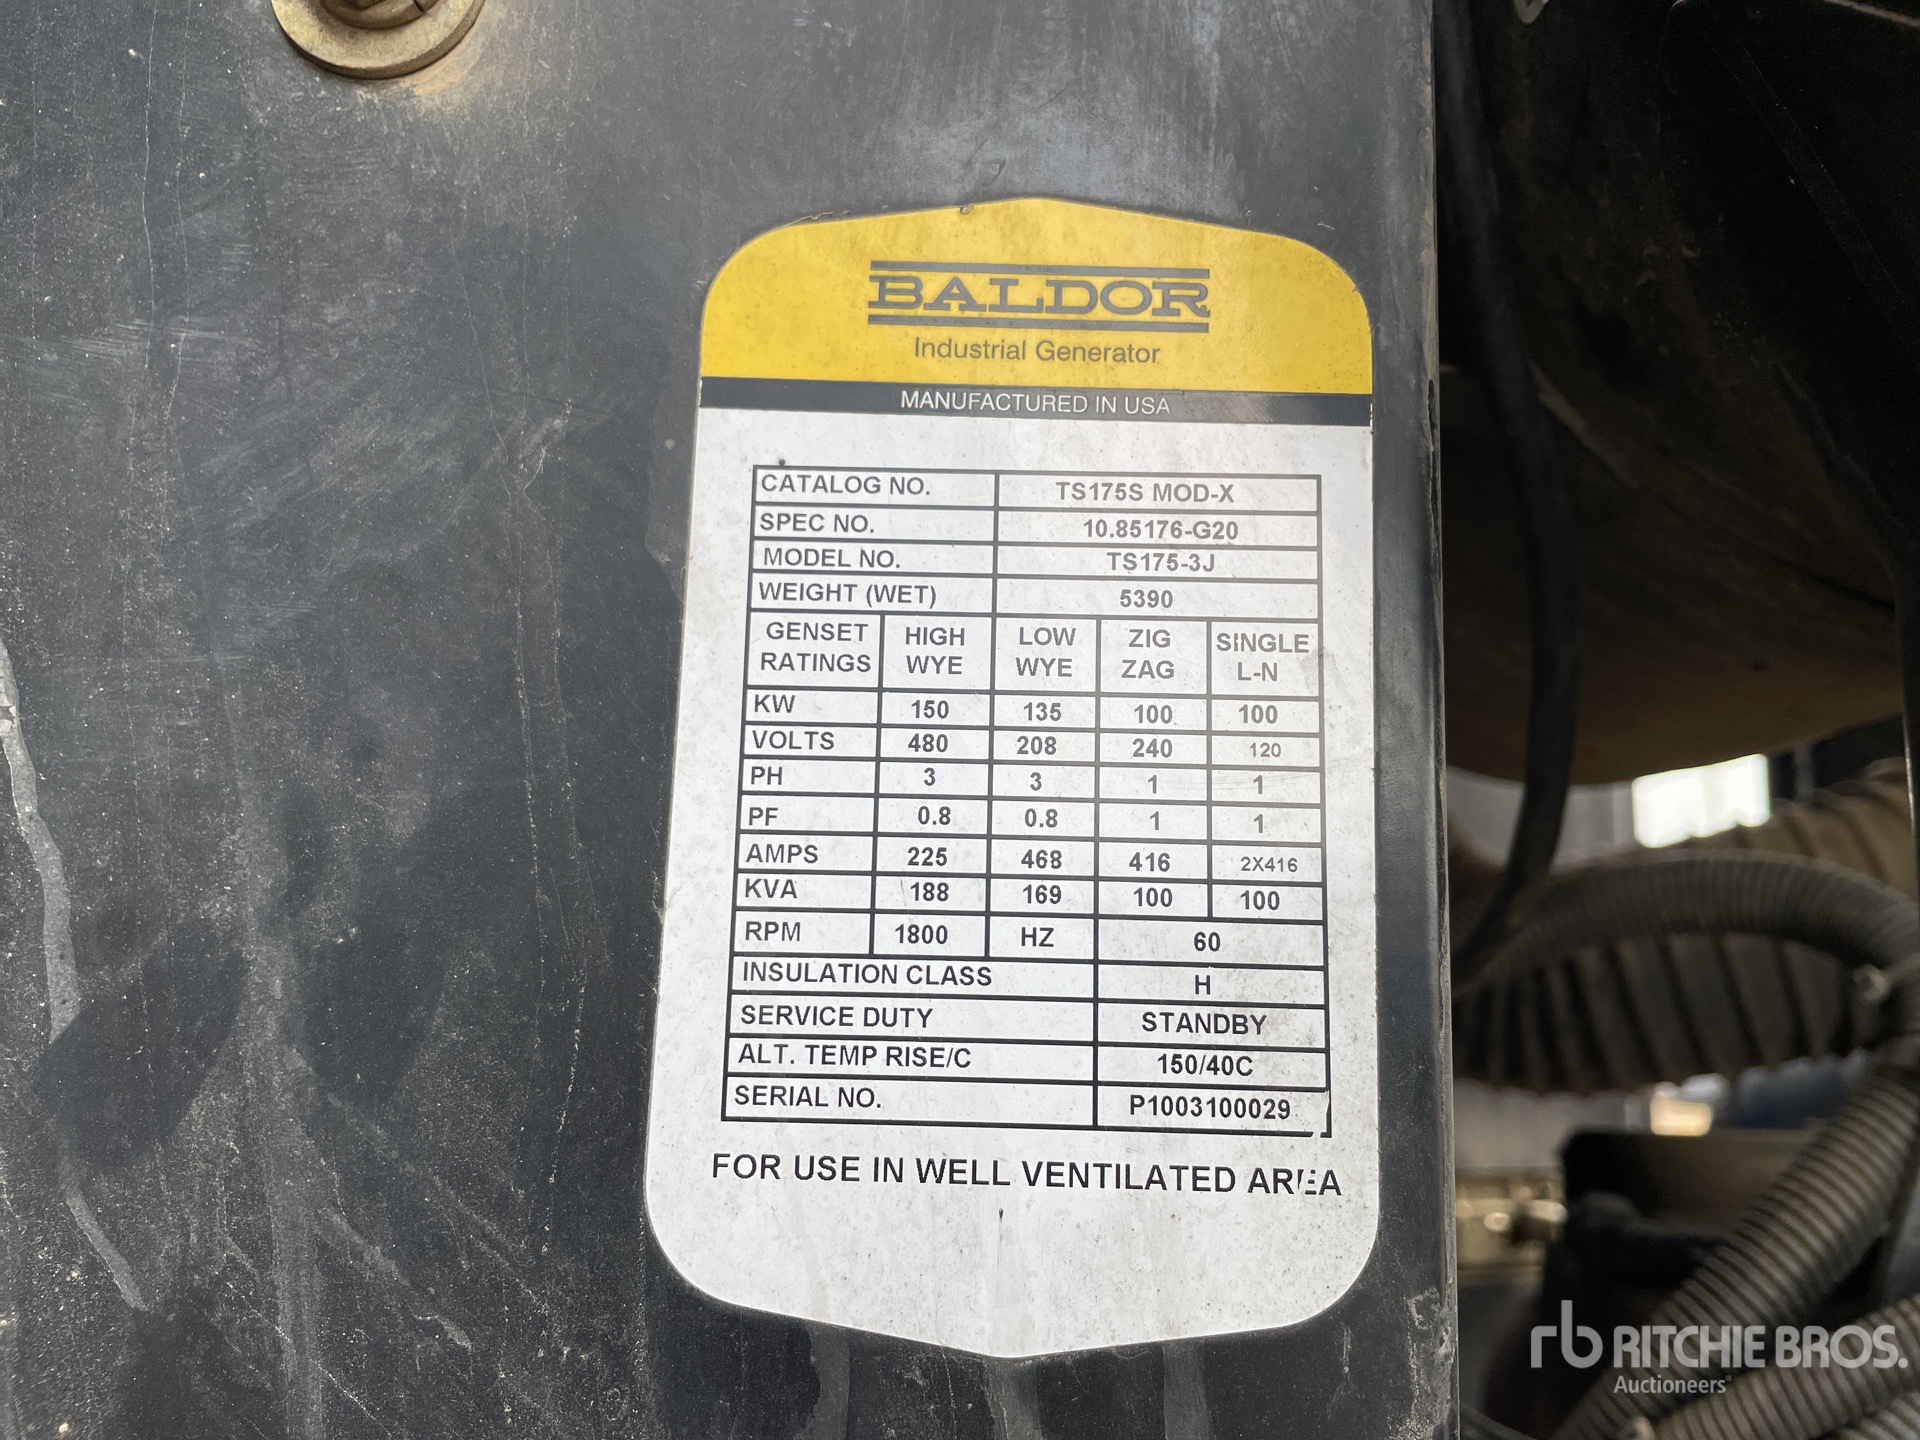 BALDOR
Industrial Generator
MANUFACTURED IN USA
CATALOG NO. TS175S MOD-X
SPEC NO. 10.85176-G20
MODEL NO. TS175-3J
WEIGHT (WET) 5390
GENSET RATINGS HIGH WYE LOW WYE ZIG ZAG SINGLE L-N
KW 150 135 100 100
VOLTS 480 208 240 120
PH 3 3 1 1
PF 0.8 0.8 1 1
AMPS 225 468 416 2X416
KVA 188 169 100 100
RPM 1800 HZ 60
INSULATION CLASS H
SERVICE DUTY STANDBY
ALT. TEMP RISE/C 150/40C
SERIAL NO. P1003100029
FOR USE IN WELL VENTILATED AREA
rb RITCHIE BROS.
Auctioneers